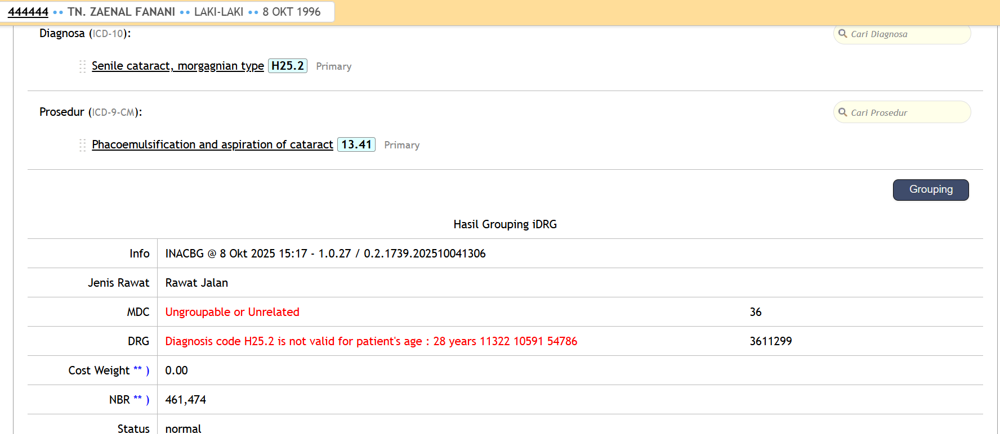 444444 •• TN. ZAENAL FANANI •• LAKI-LAKI •• 8 OKT 1996
Diagnosa (ICD-10):
Cari Diagnosa
Senile cataract, morgagnian type H25.2 Primary
Prosedur (ICD-9-CM):
Cari Prosedur
Phacoemulsification and aspiration of cataract 13.41 Primary
Grouping
Hasil Grouping iDRG
Info INACBG @ 8 Okt 2025 15:17 - 1.0.27 / 0.2.1739.202510041306
Jenis Rawat Rawat Jalan
MDC Ungroupable or Unrelated 36
DRG Diagnosis code H25.2 is not valid for patient's age : 28 years 11322 10591 54786 3611299
Cost Weight ** ) 0.00
NBR ** ) 461,474
Status normal